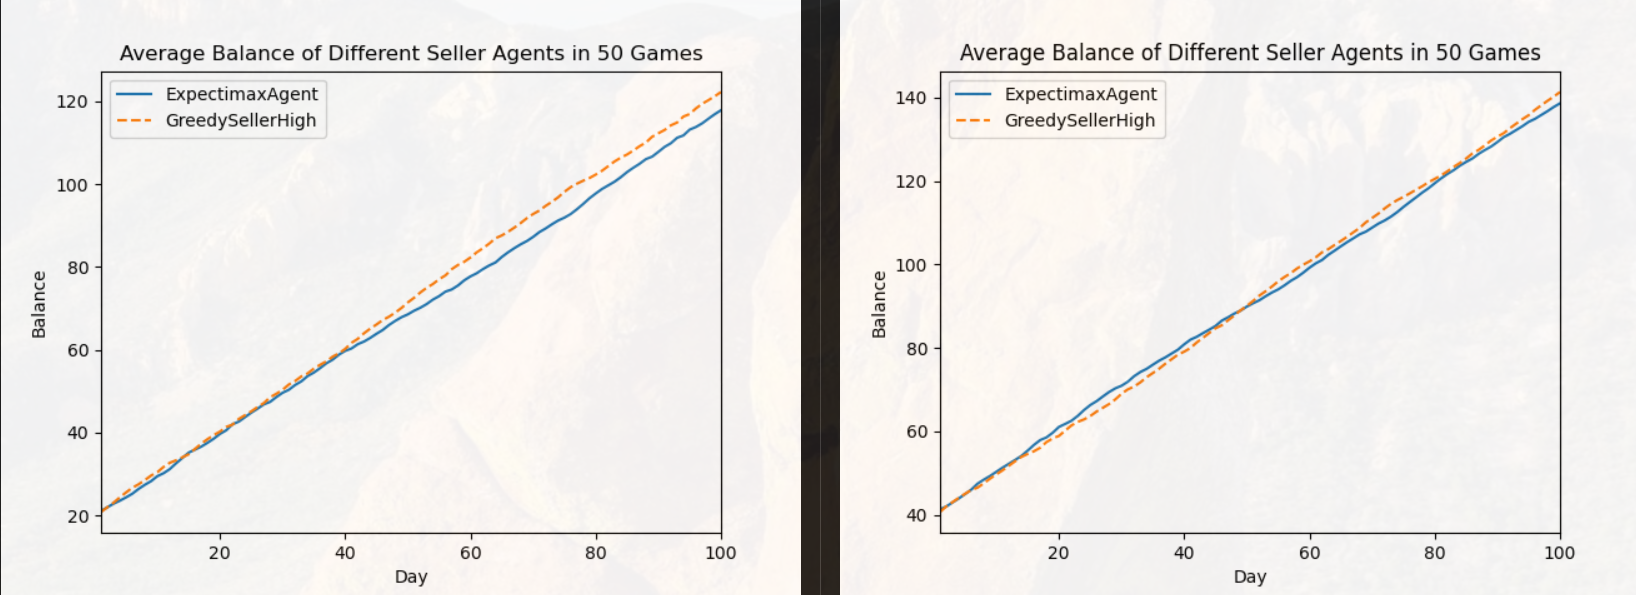 Average Balance of Different Seller Agents in 50 Games
ExpectimaxAgent
GreedySellerHigh
120
100
80
60
40
20
Balance
20 40 60 80 100
Day
Average Balance of Different Seller Agents in 50 Games
ExpectimaxAgent
GreedySellerHigh
140
120
100
80
60
40
Balance
20 40 60 80 100
Day